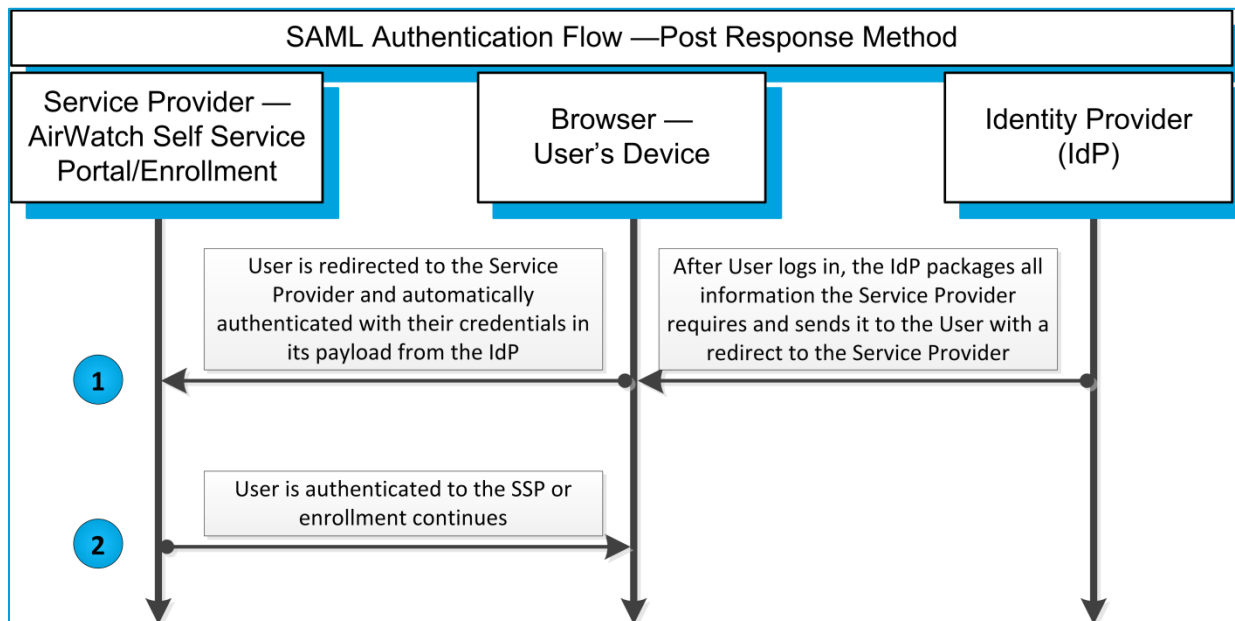 SAML Authentication Flow —Post Response Method
Service Provider —
AirWatch Self Service
Portal/Enrollment
Browser —
User’s Device
Identity Provider
(IdP)
User is redirected to the Service
Provider and automatically
authenticated with their credentials in
its payload from the IdP
After User logs in, the IdP packages all
information the Service Provider
requires and sends it to the User with a
redirect to the Service Provider
1
User is authenticated to the SSP or
enrollment continues
2